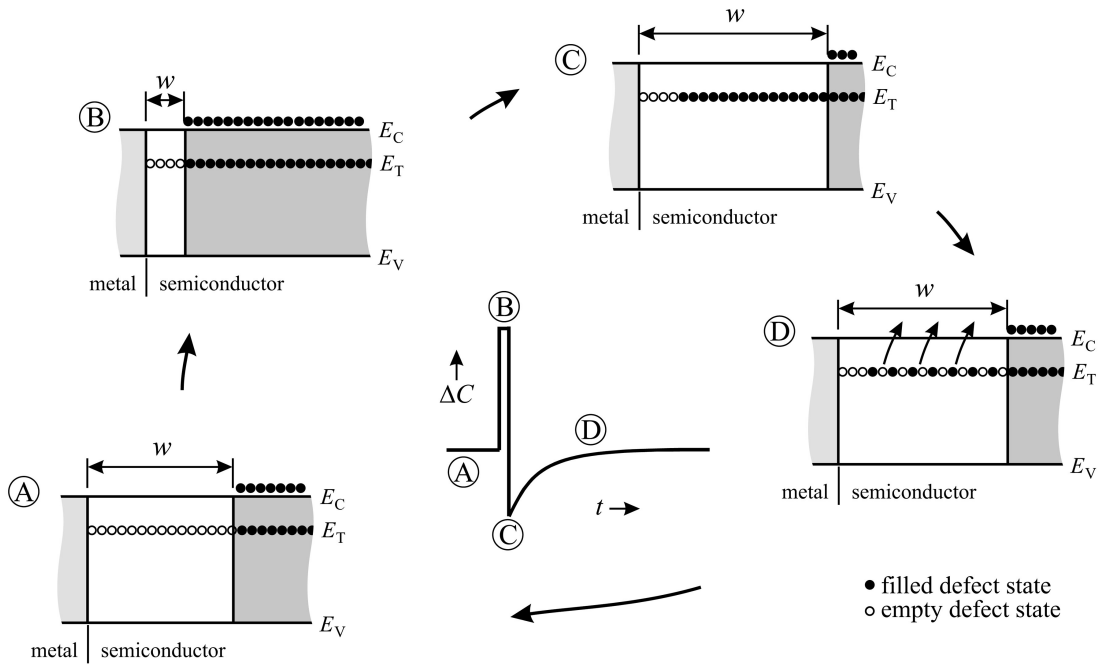 w
Ⓒ
E_C
E_T
E_V
metal | semiconductor
w
Ⓑ
E_C
E_T
E_V
metal | semiconductor
w
Ⓓ
E_C
E_T
E_V
metal | semiconductor
Ⓑ
ΔC
Ⓓ
Ⓐ
t
Ⓒ
w
Ⓐ
E_C
E_T
E_V
metal | semiconductor
filled defect state
empty defect state